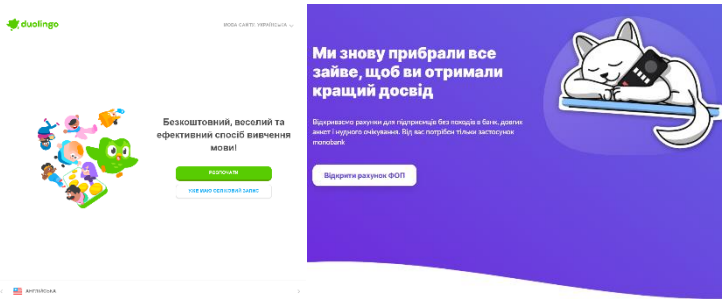 duolingo
МОВА САЙТУ: УКРАЇНСЬКА
Безкоштовний, веселий та
ефективний спосіб вивчення
мови!
РОЗПОЧАТИ
УЖЕ МАЮ ОБЛІКОВИЙ ЗАПИС
АНГЛІЙСЬКА
Ми знову прибрали все
зайве, щоб ви отримали
кращий досвід
Відкриваємо рахунки для підприємців без походів в банк, довгих
анкет і нудного очікування. Від вас потрібен тільки застосунок
monobank
Відкрити рахунок ФОП